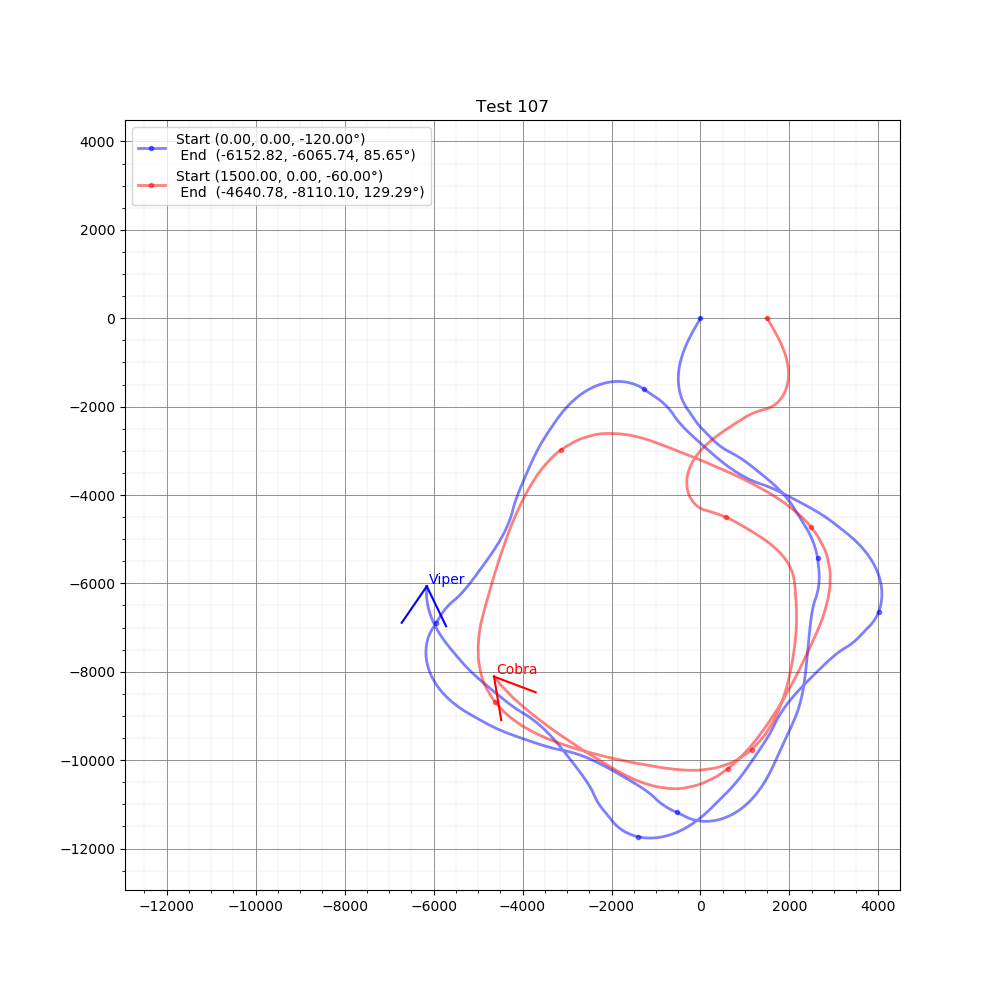 Test 107
Start (0.00, 0.00, -120.00°)
End  (-6152.82, -6065.74, 85.65°)
Start (1500.00, 0.00, -60.00°)
End  (-4640.78, -8110.10, 129.29°)
4000
2000
0
−2000
−4000
−6000
−8000
−10000
−12000
Viper
Cobra
−12000 −10000 −8000 −6000 −4000 −2000 0 2000 4000